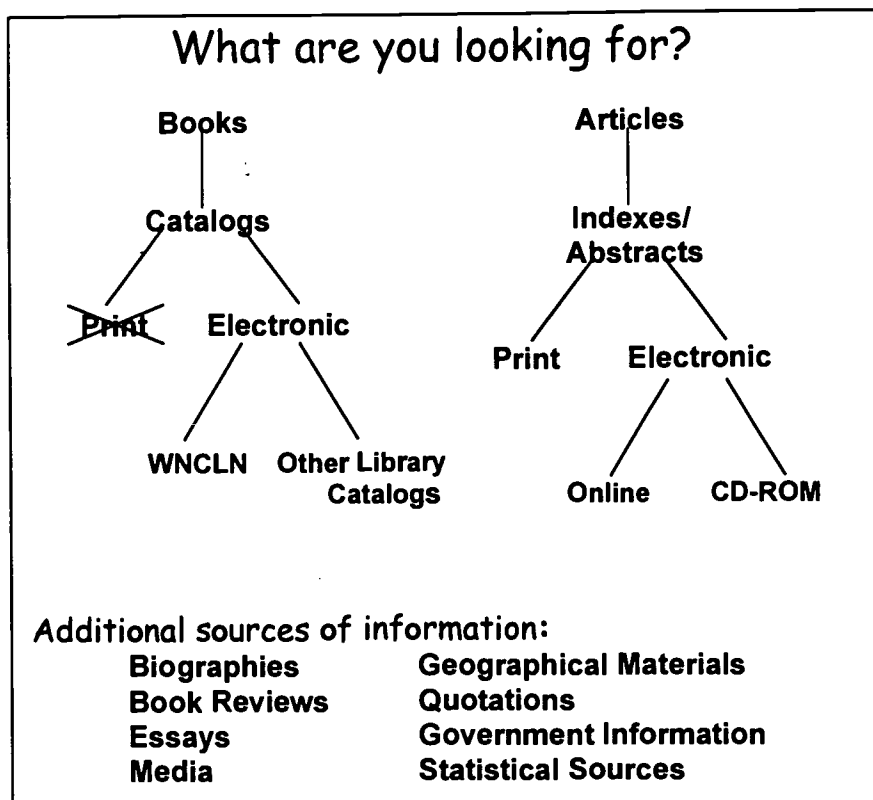 What are you looking for?
Books
Catalogs
Print
Electronic
WNCLN
Other Library
Catalogs
Articles
Indexes/
Abstracts
Print
Electronic
Online
CD-ROM
Additional sources of information:
Biographies
Book Reviews
Essays
Media
Geographical Materials
Quotations
Government Information
Statistical Sources